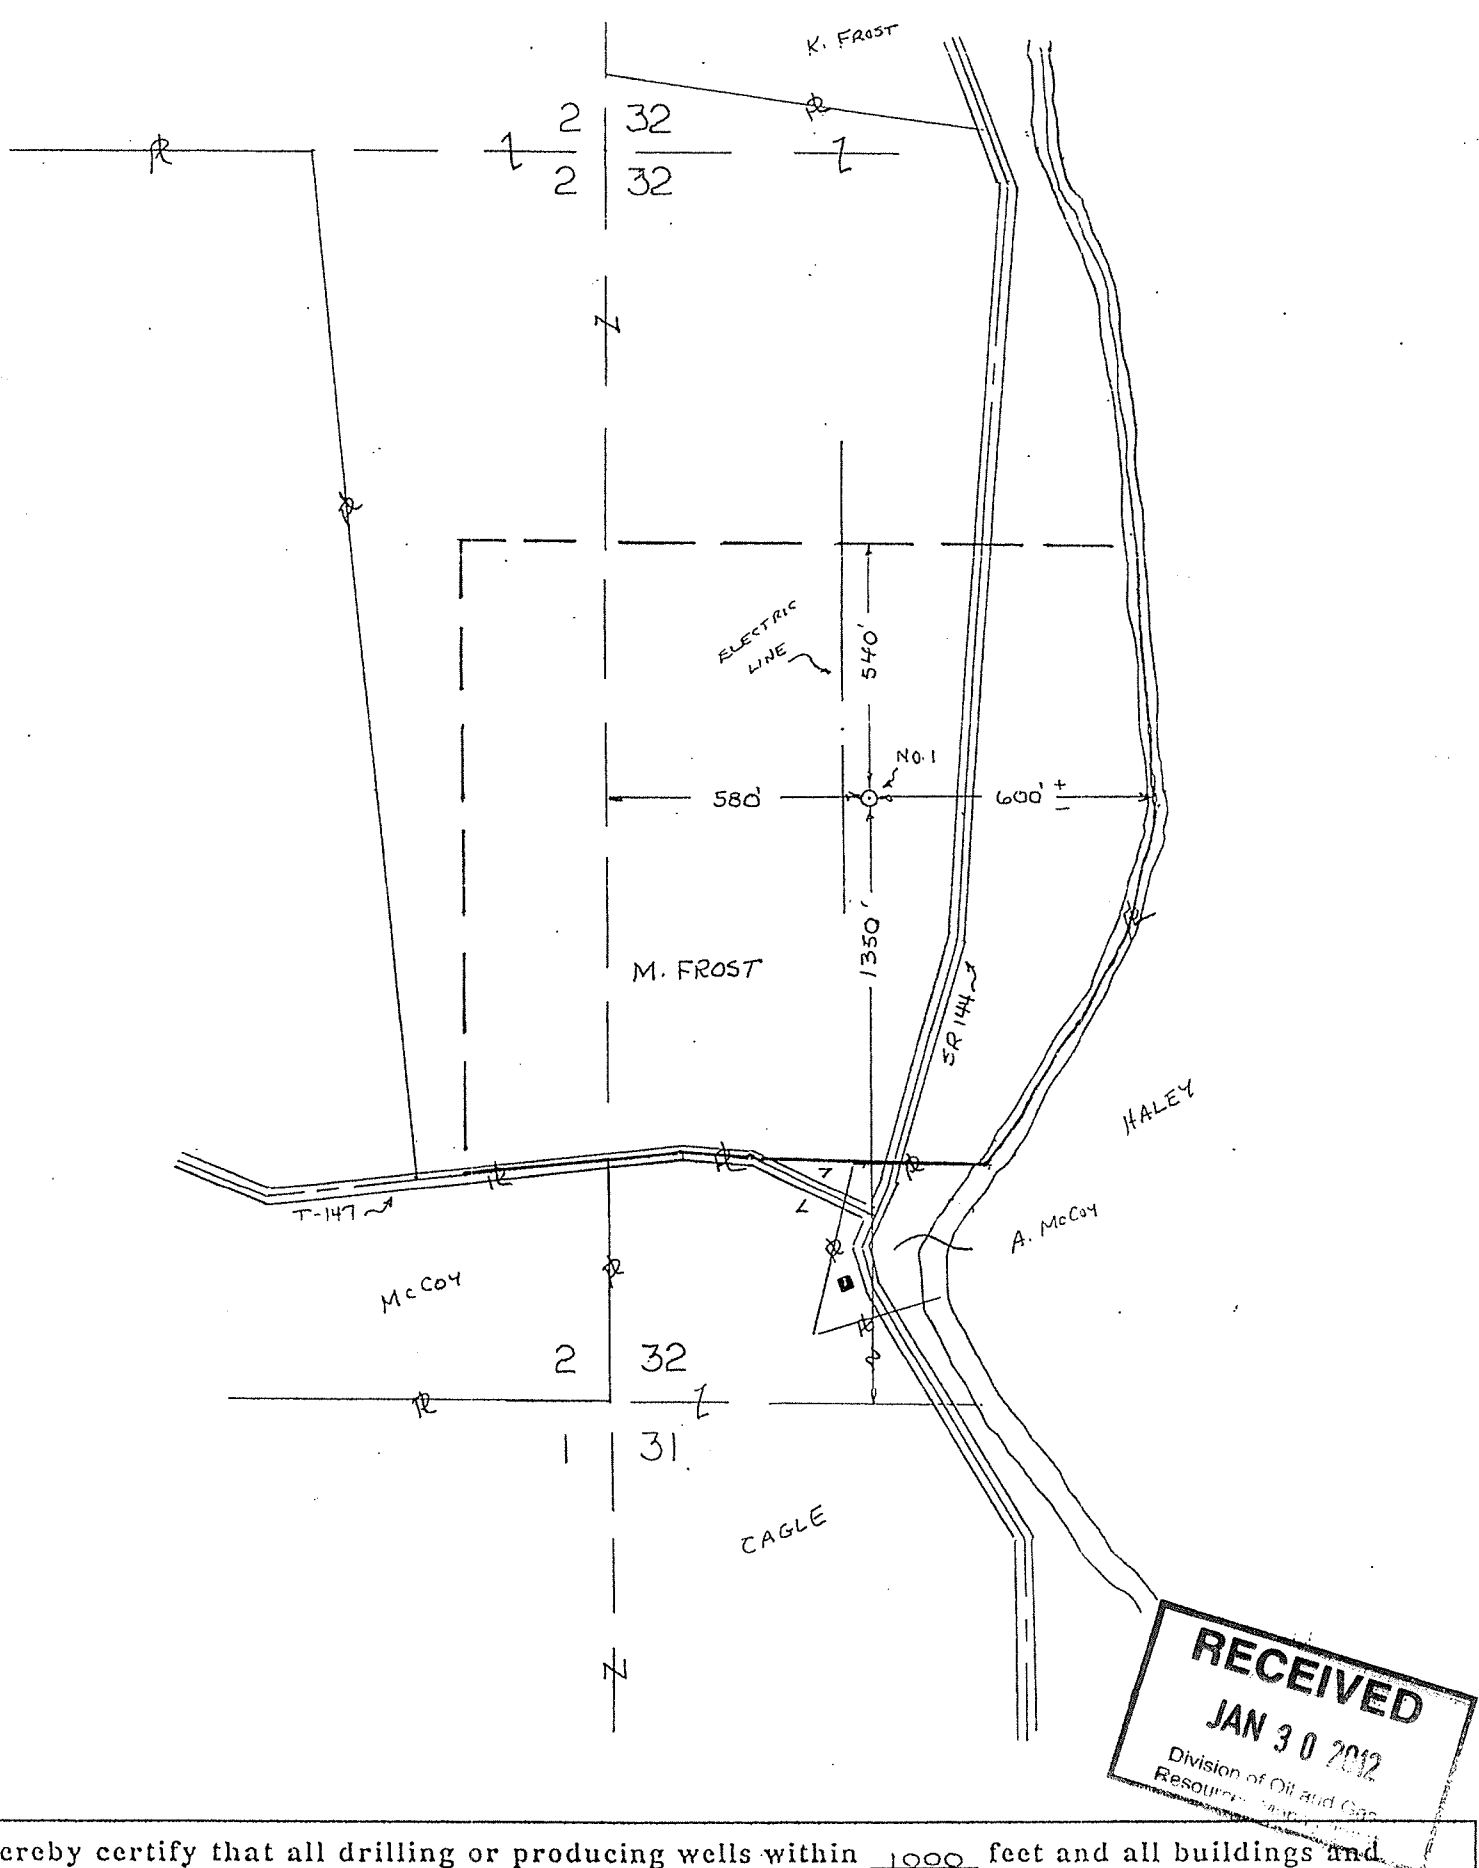 K. FROST
2 32
2 32
ELECTRIC
LINE
540'
NO. 1
580'
600' ±
1350'
M. FROST
SR 144
HALEY
T-147
A. McCOY
McCOY
2 32
1 31
CAGLE
RECEIVED
JAN 30 2012
Division of Oil and Gas
ereby certify that all drilling or producing wells within 1000 feet and all buildings and